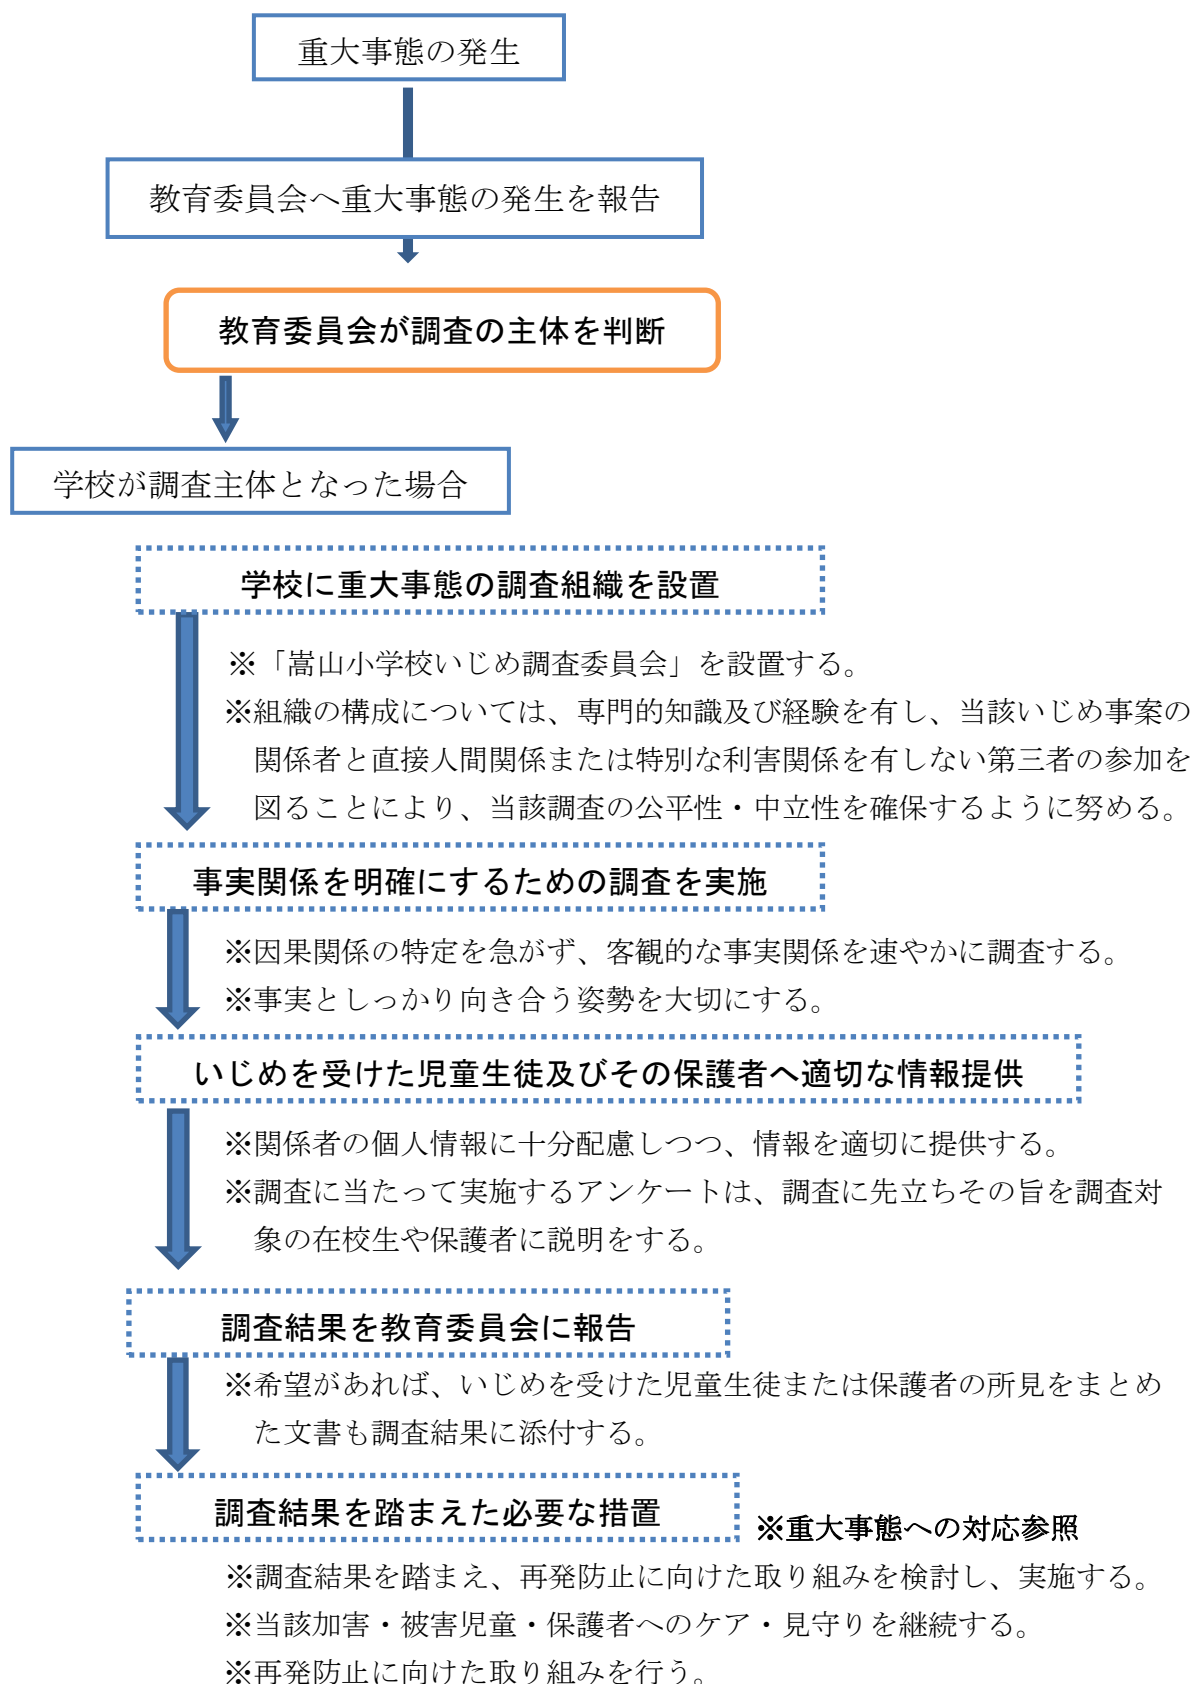 重大事態の発生
教育委員会へ重大事態の発生を報告
教育委員会が調査の主体を判断
学校が調査主体となった場合
学校に重大事態の調査組織を設置
※「嵩山小学校いじめ調査委員会」を設置する。
※組織の構成については、専門的知識及び経験を有し、当該いじめ事案の
関係者と直接人間関係または特別な利害関係を有しない第三者の参加を
図ることにより、当該調査の公平性・中立性を確保するように努める。
事実関係を明確にするための調査を実施
※因果関係の特定を急がず、客観的な事実関係を速やかに調査する。
※事実としっかり向き合う姿勢を大切にする。
いじめを受けた児童生徒及びその保護者へ適切な情報提供
※関係者の個人情報に十分配慮しつつ、情報を適切に提供する。
※調査に当たって実施するアンケートは、調査に先立ちその旨を調査対
象の在校生や保護者に説明をする。
調査結果を教育委員会に報告
※希望があれば、いじめを受けた児童生徒または保護者の所見をまとめ
た文書も調査結果に添付する。
調査結果を踏まえた必要な措置
※重大事態への対応参照
※調査結果を踏まえ、再発防止に向けた取り組みを検討し、実施する。
※当該加害・被害児童・保護者へのケア・見守りを継続する。
※再発防止に向けた取り組みを行う。